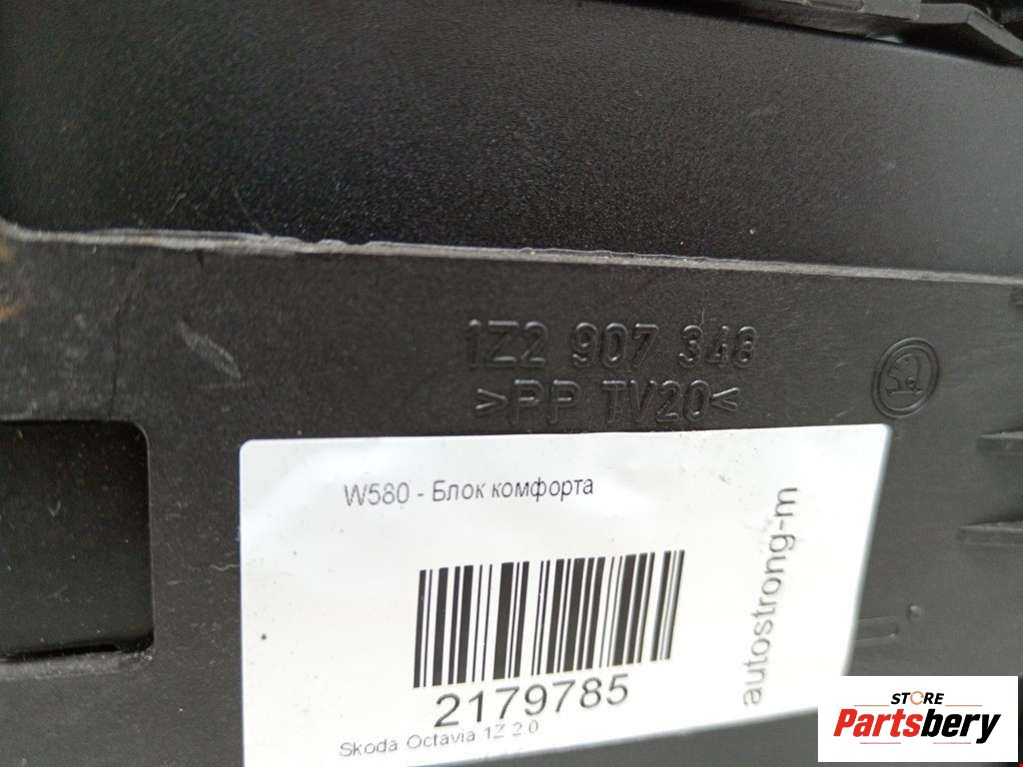 1Z2 907 348
>PP TV20<
W580 - Блок комфорта
autostrong-m
2179785
Skoda Octavia 1Z 2.0
STORE
Partsbery